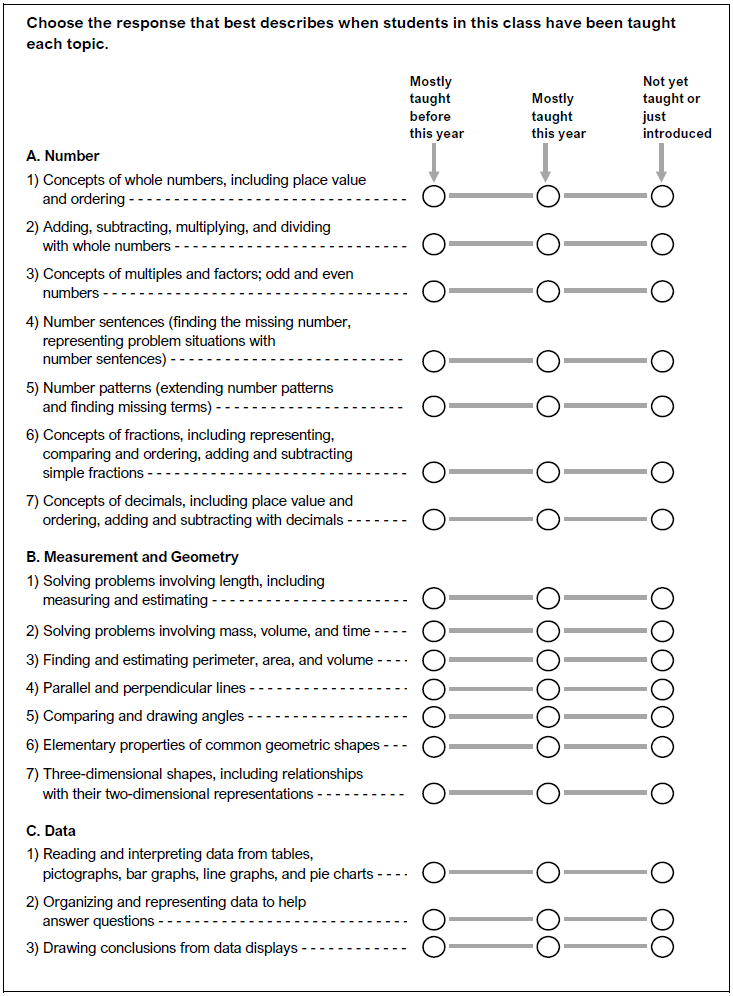 Choose the response that best describes when students in this class have been taught
each topic.
Mostly
taught
before
this year
Mostly
taught
this year
Not yet
taught or
just
introduced
A. Number
1) Concepts of whole numbers, including place value
and ordering
2) Adding, subtracting, multiplying, and dividing
with whole numbers
3) Concepts of multiples and factors; odd and even
numbers
4) Number sentences (finding the missing number,
representing problem situations with
number sentences)
5) Number patterns (extending number patterns
and finding missing terms)
6) Concepts of fractions, including representing,
comparing and ordering, adding and subtracting
simple fractions
7) Concepts of decimals, including place value and
ordering, adding and subtracting with decimals
B. Measurement and Geometry
1) Solving problems involving length, including
measuring and estimating
2) Solving problems involving mass, volume, and time
3) Finding and estimating perimeter, area, and volume
4) Parallel and perpendicular lines
5) Comparing and drawing angles
6) Elementary properties of common geometric shapes
7) Three-dimensional shapes, including relationships
with their two-dimensional representations
C. Data
1) Reading and interpreting data from tables,
pictographs, bar graphs, line graphs, and pie charts
2) Organizing and representing data to help
answer questions
3) Drawing conclusions from data displays